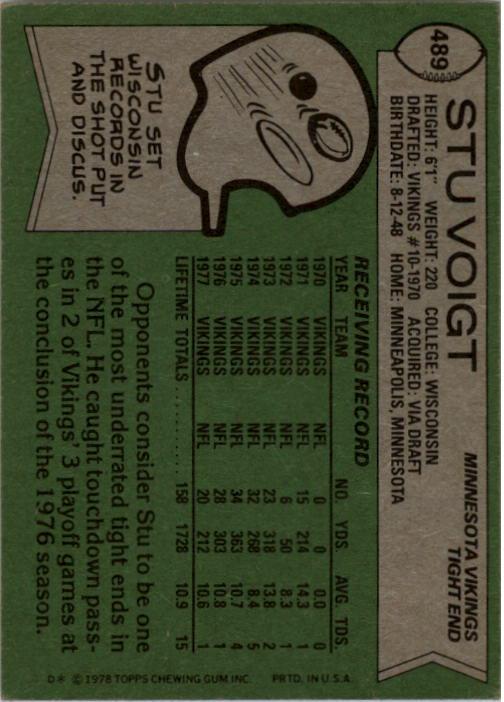 489
STU VOIGT
MINNESOTA VIKINGS
TIGHT END
HEIGHT: 6'1" WEIGHT: 220 COLLEGE: WISCONSIN
DRAFTED: VIKINGS #10-1970 ACQUIRED: VIA DRAFT
BIRTHDATE: 8-12-48 HOME: MINNEAPOLIS, MINNESOTA
STU SET
WISCONSIN
RECORDS IN
THE SHOT PUT
AND DISCUS.
RECEIVING RECORD
YEAR TEAM NO. YDS. AVG. TDS.
1970 VIKINGS NFL 0 0 0.0 0
1971 VIKINGS NFL 15 214 14.3 1
1972 VIKINGS NFL 6 50 8.3 1
1973 VIKINGS NFL 23 318 13.8 2
1974 VIKINGS NFL 32 268 8.4 5
1975 VIKINGS NFL 34 363 10.7 4
1976 VIKINGS NFL 28 303 10.8 1
1977 VIKINGS NFL 20 212 10.6 1
LIFETIME TOTALS .......... 158 1728 10.9 15
Opponents consider Stu to be one
of the most underrated tight ends in
the NFL. He caught touchdown pass-
es in 2 of Vikings' 3 playoff games at
the conclusion of the 1976 season.
D* © 1978 TOPPS CHEWING GUM INC. PRTD. IN U.S.A.